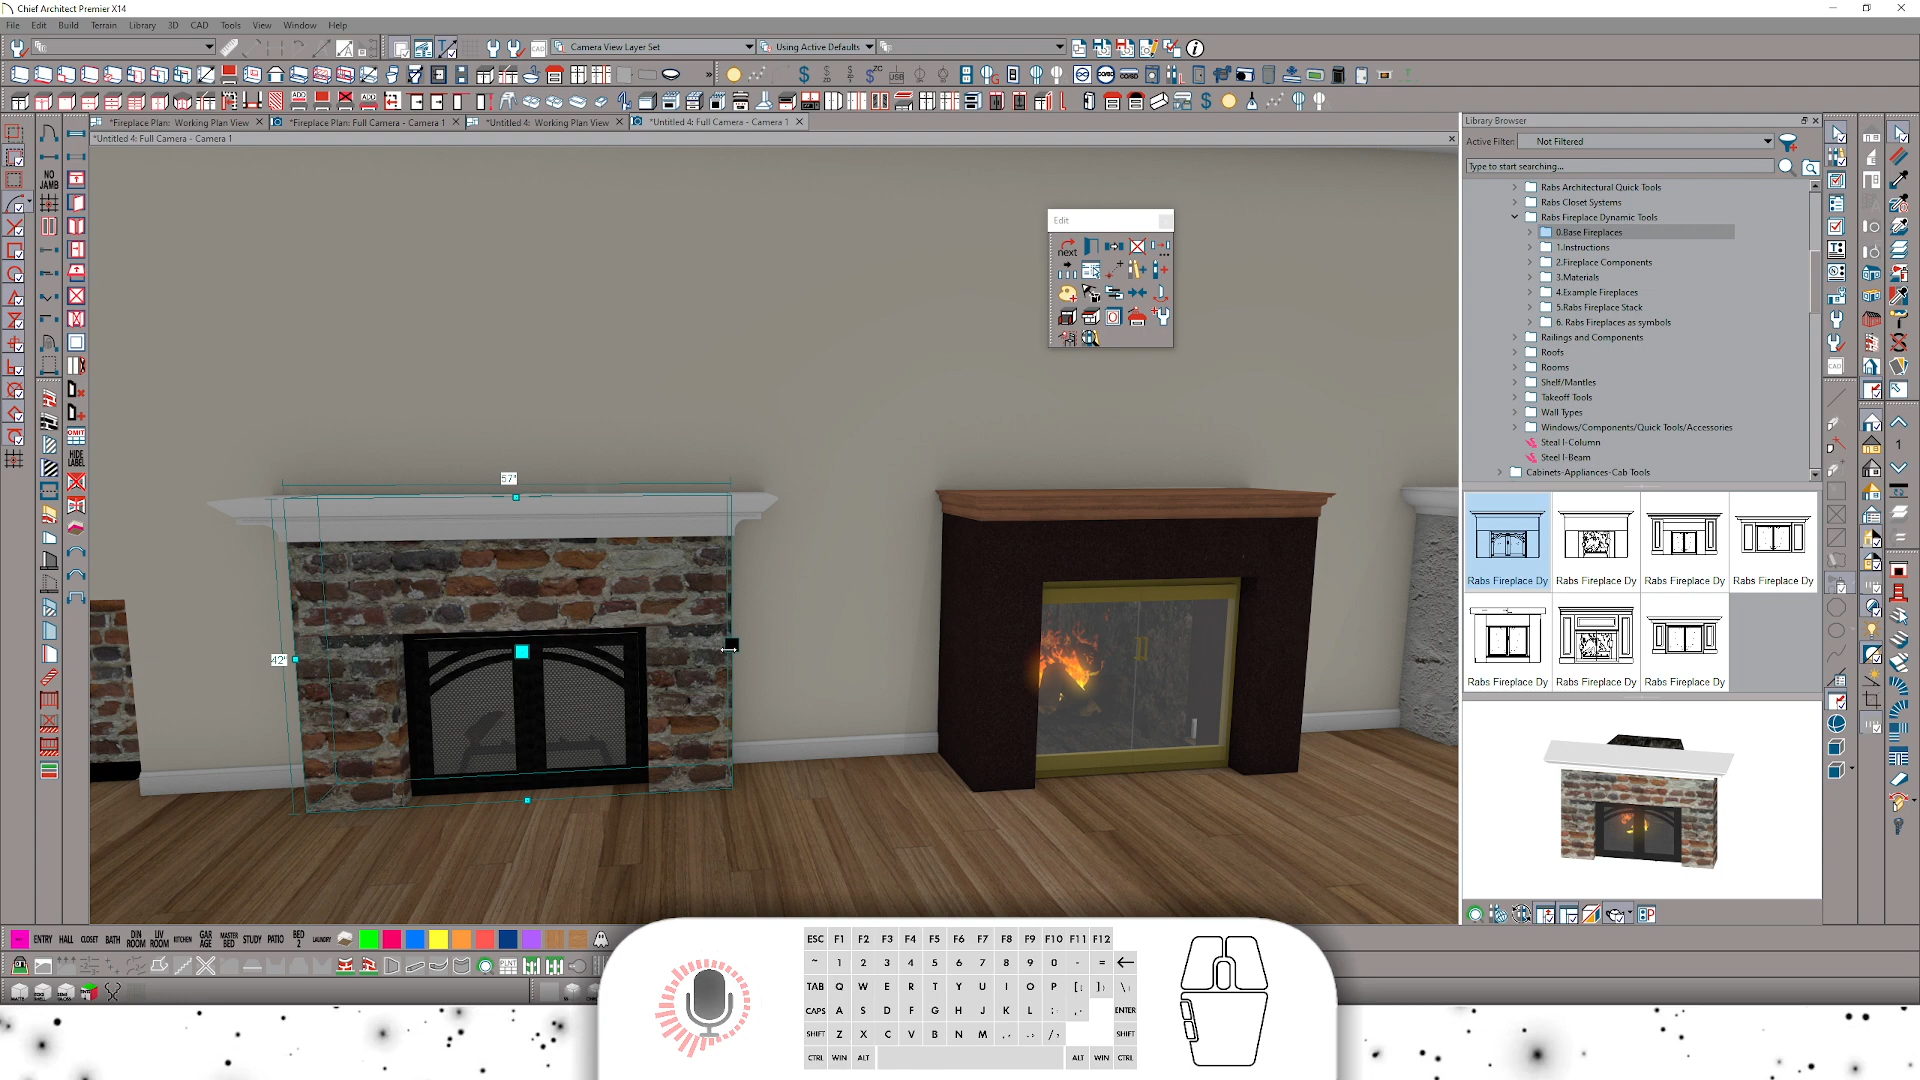 Chief Architect Premier X14
File Edit Build Terrain Library 3D CAD Tools View Window Help
Camera View Layer Set
Using Active Defaults
*Fireplace Plan: Working Plan View
*Fireplace Plan: Full Camera - Camera 1
*Untitled 4: Working Plan View
*Untitled 4: Full Camera - Camera 1
*Untitled 4: Full Camera - Camera 1
Library Browser
Active Filter: Not Filtered
Type to start searching...
Rabs Architectural Quick Tools
Rabs Closet Systems
Rabs Fireplace Dynamic Tools
0.Base Fireplaces
1.Instructions
2.Fireplace Components
3.Materials
4.Example Fireplaces
5.Rabs Fireplace Stack
6. Rabs Fireplaces as symbols
Railings and Components
Roofs
Rooms
Shelf/Mantles
Takeoff Tools
Wall Types
Windows/Components/Quick Tools/Accessories
Steal I-Column
Steel I-Beam
Cabinets-Appliances-Cab Tools
Rabs Fireplace Dy Rabs Fireplace Dy Rabs Fireplace Dy Rabs Fireplace Dy
Rabs Fireplace Dy Rabs Fireplace Dy Rabs Fireplace Dy
Edit
next
NO JAMB
OMIT
HIDE LABEL
57"
42"
1
CAD
ENTRY HALL CLOSET BATH DIN ROOM LIV ROOM KITCHEN GAR AGE MASTER BED STUDY PATIO BED 2 LAUNDRY
ESC F1 F2 F3 F4 F5 F6 F7 F8 F9 F10 F11 F12
~ 1 2 3 4 5 6 7 8 9 0 - =
TAB Q W E R T Y U I O P [ ] \
CAPS A S D F G H J K L ; ENTER
SHIFT Z X C V B N M , . / ? SHIFT
CTRL WIN ALT ALT WIN CTRL